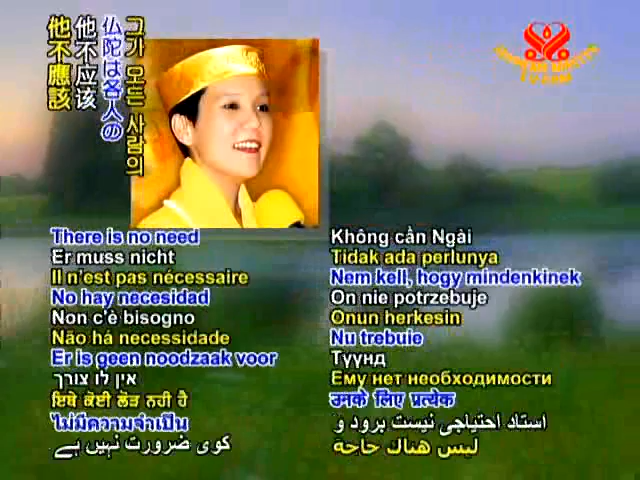 그가 모든 사람의
仏陀は各人の
他不应该
他不應該
There is no need
Er muss nicht
Il n'est pas nécessaire
No hay necesidad
Non c'è bisogno
Não há necessidade
Er is geen noodzaak voor
אין לו צורך
ਇਥੇ ਕੋਈ ਲੋੜ ਨਹੀ ਹੈ
ไม่มีความจำเป็น
کوی ضرورت نہیں ہے
Không cần Ngài
Tidak ada perlunya
Nem kell, hogy mindenkinek
On nie potrzebuje
Onun herkesin
Nu trebuie
Түүнд
Ему нет необходимости
उनके लिए प्रत्येक
استاد احتیاجی نیست برود و
ليس هناك حاجة